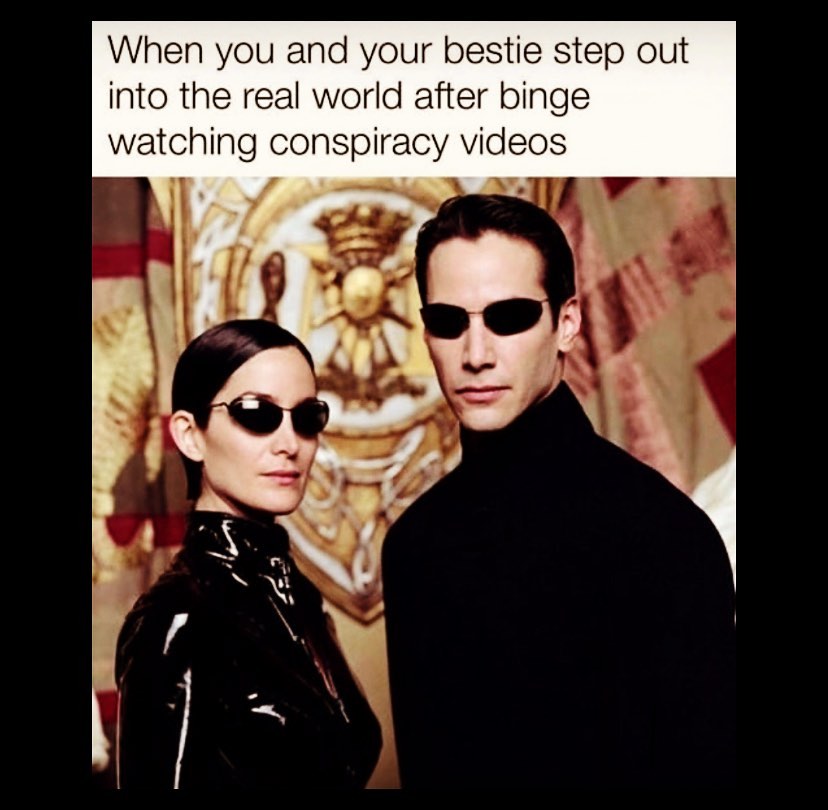 When you and your bestie step out
into the real world after binge
watching conspiracy videos